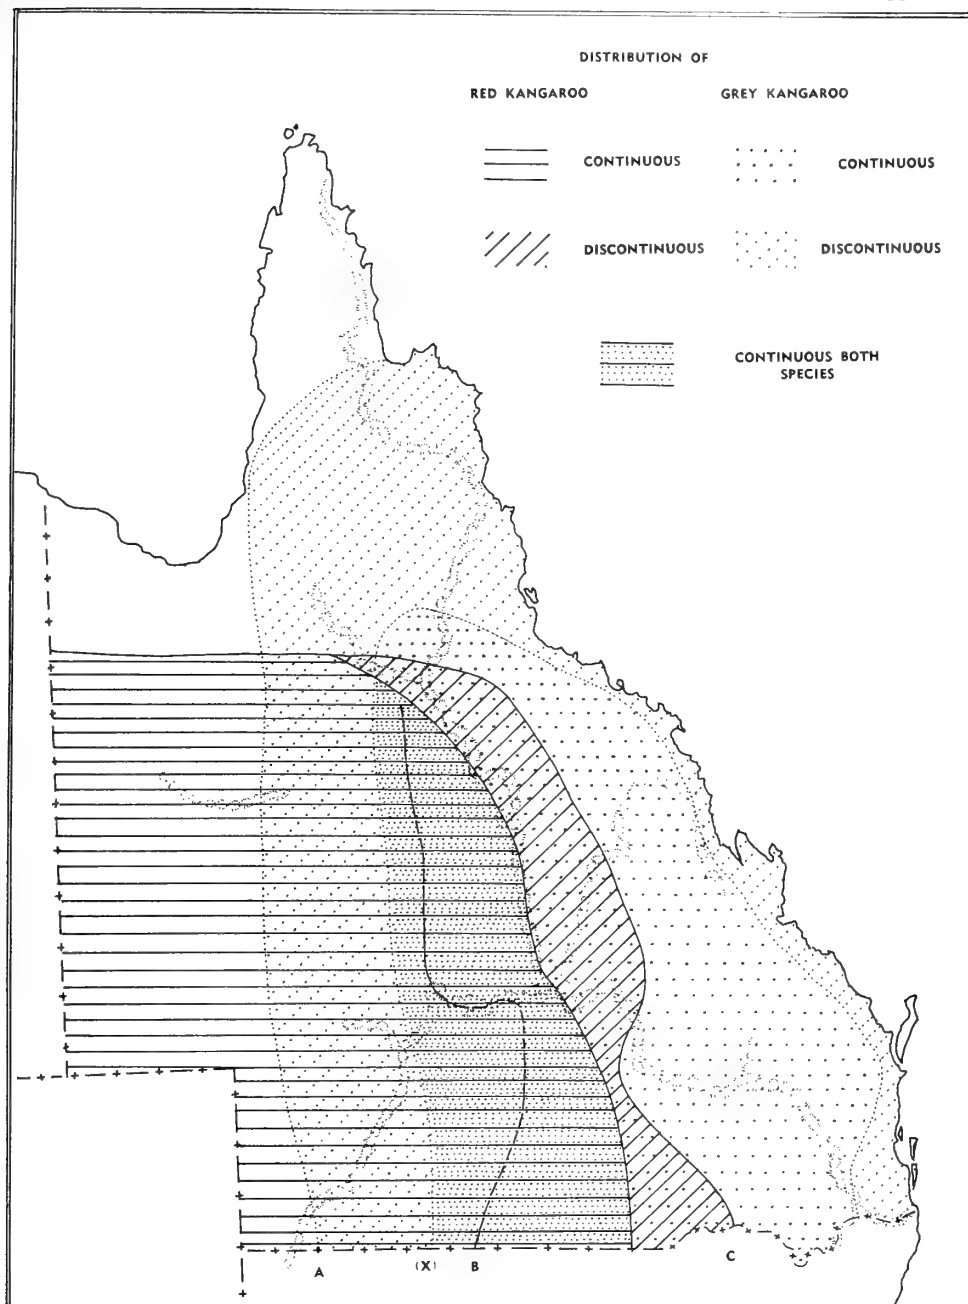 DISTRIBUTION OF
RED KANGAROO GREY KANGAROO
CONTINUOUS CONTINUOUS
DISCONTINUOUS DISCONTINUOUS
CONTINUOUS BOTH
SPECIES
A (X) B C